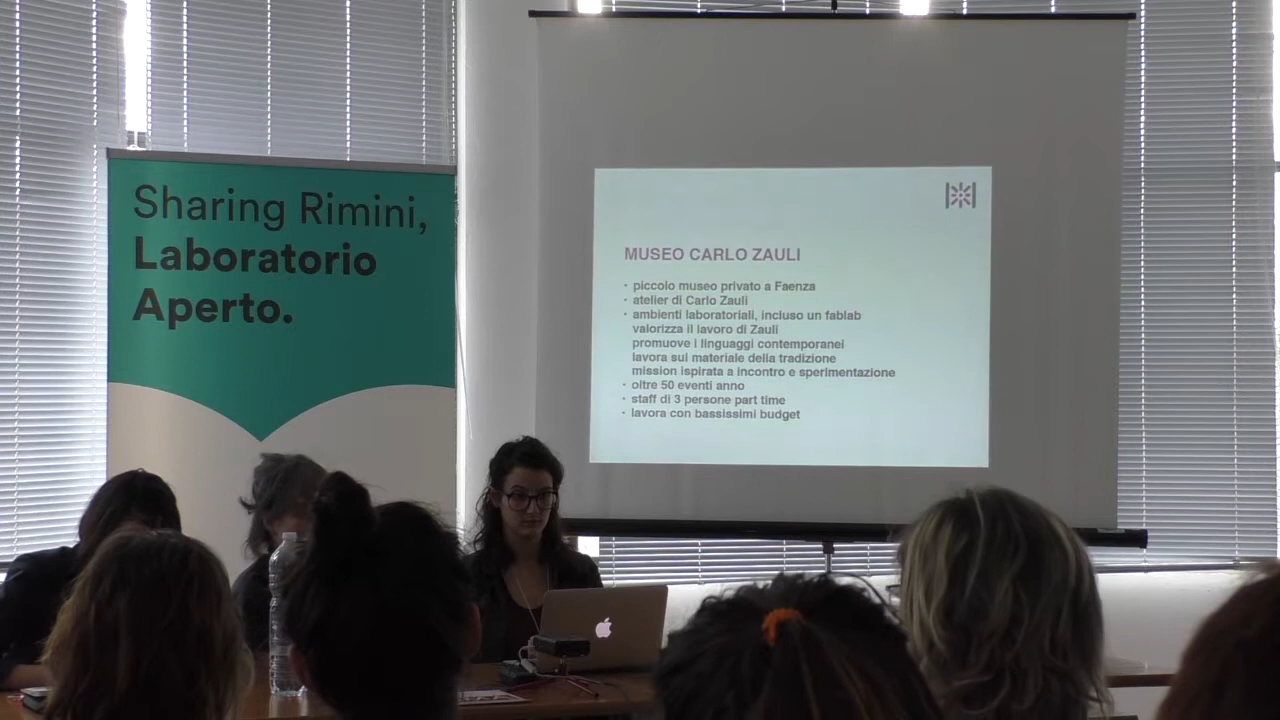 Sharing Rimini,
Laboratorio
Aperto.
MUSEO CARLO ZAULI
• piccolo museo privato a Faenza
• atelier di Carlo Zauli
• ambienti laboratoriali, incluso un fablab
valorizza il lavoro di Zauli
promuove i linguaggi contemporanei
lavora sul materiale della tradizione
mission ispirata a incontro e sperimentazione
• oltre 50 eventi anno
• staff di 3 persone part time
• lavora con bassissimi budget